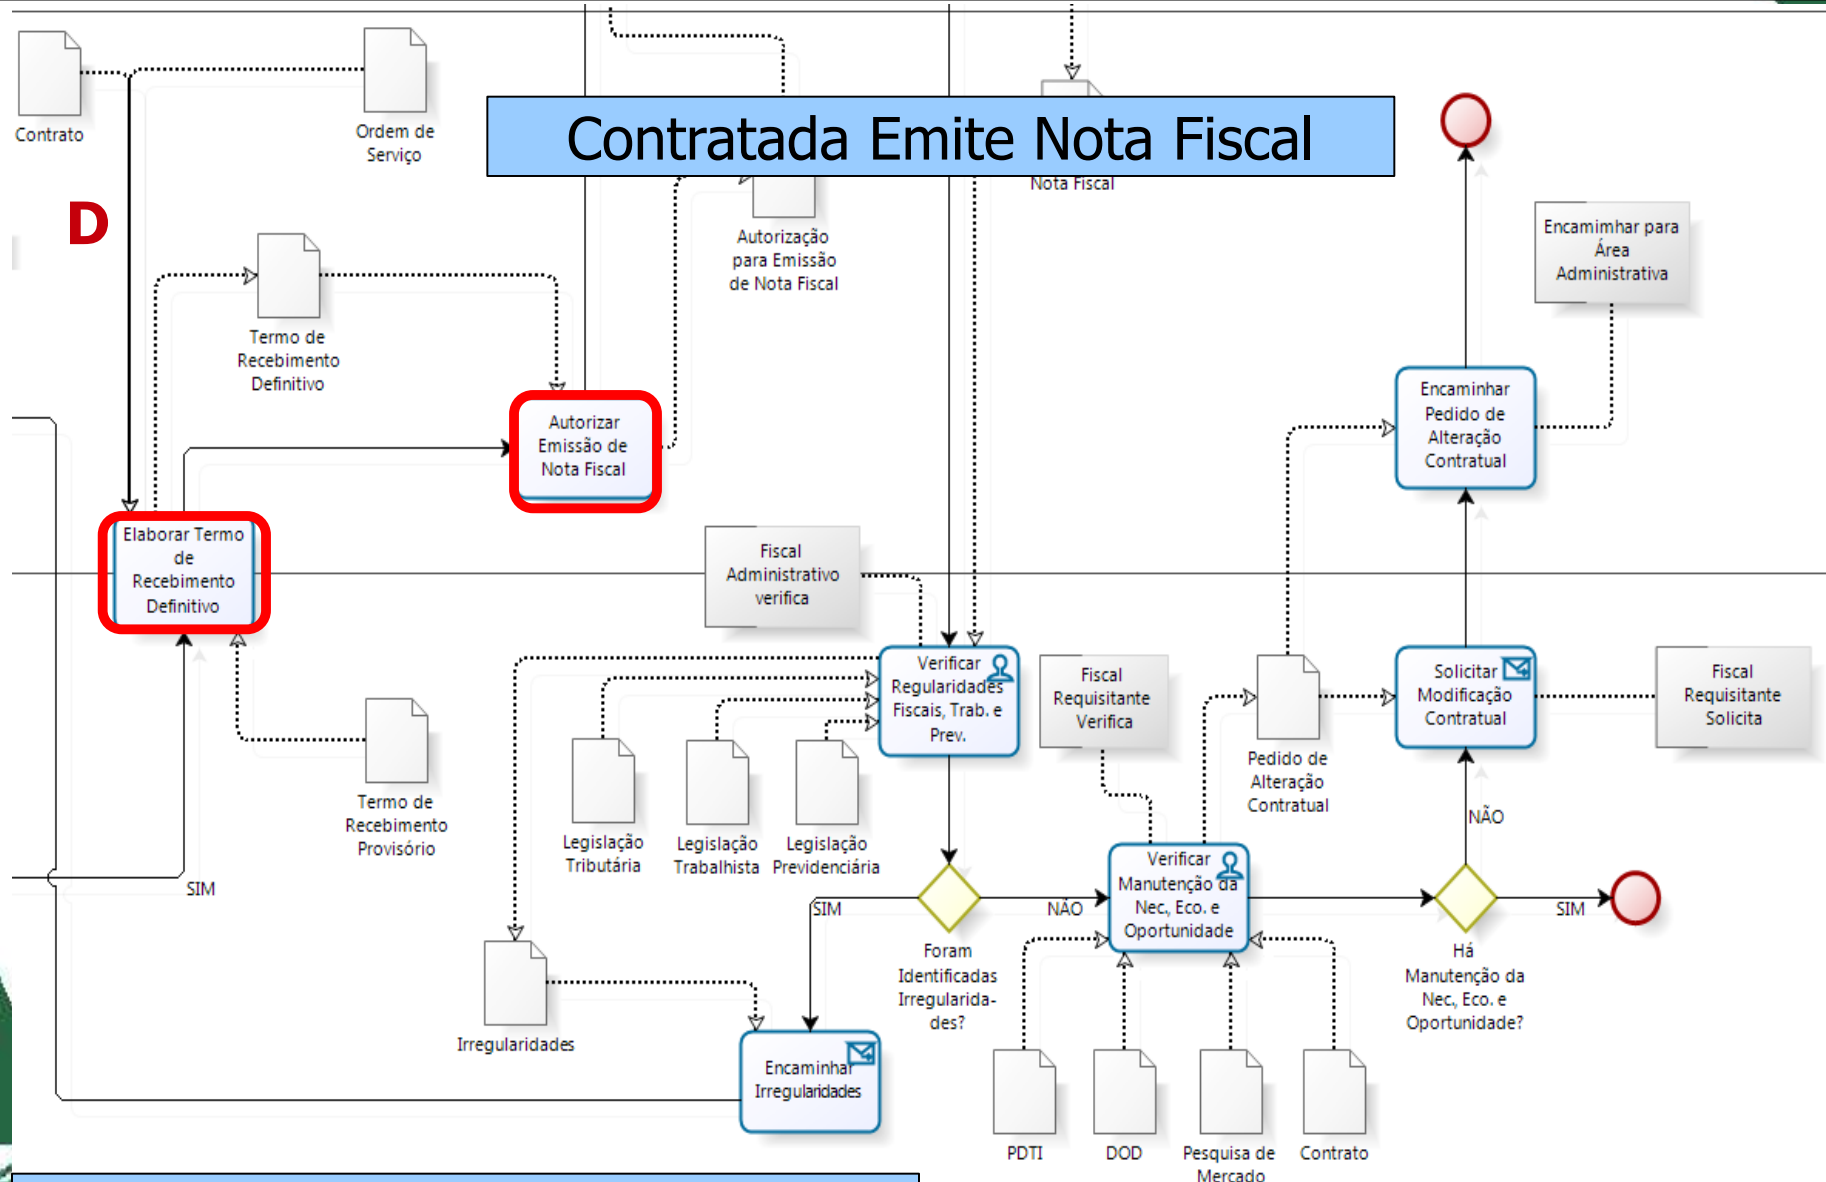 Contrato
Ordem de
Serviço
Contratada Emite Nota Fiscal
Nota Fiscal
D
Autorização
para Emissão
de Nota Fiscal
Encamimhar para
Área
Administrativa
Termo de
Recebimento
Definitivo
Autorizar
Emissão de
Nota Fiscal
Encaminhar
Pedido de
Alteração
Contratual
Elaborar Termo
de
Recebimento
Definitivo
Fiscal
Administrativo
verifica
Verificar
Regularidades
Fiscais, Trab. e
Prev.
Fiscal
Requisitante
Verifica
Solicitar
Modificação
Contratual
Fiscal
Requisitante
Solicita
Pedido de
Alteração
Contratual
Termo de
Recebimento
Provisório
Legislação
Tributária
Legislação
Trabalhista
Legislação
Previdenciária
NÃO
SIM
Verificar
Manutenção da
Nec, Eco. e
Oportunidade
SIM
NÃO
SIM
Foram
Identificadas
Irregularida-
des?
Há
Manutenção da
Nec, Eco. e
Oportunidade?
Irregularidades
Encaminhar
Irregularidades
PDTI
DOD
Pesquisa de
Mercado
Contrato